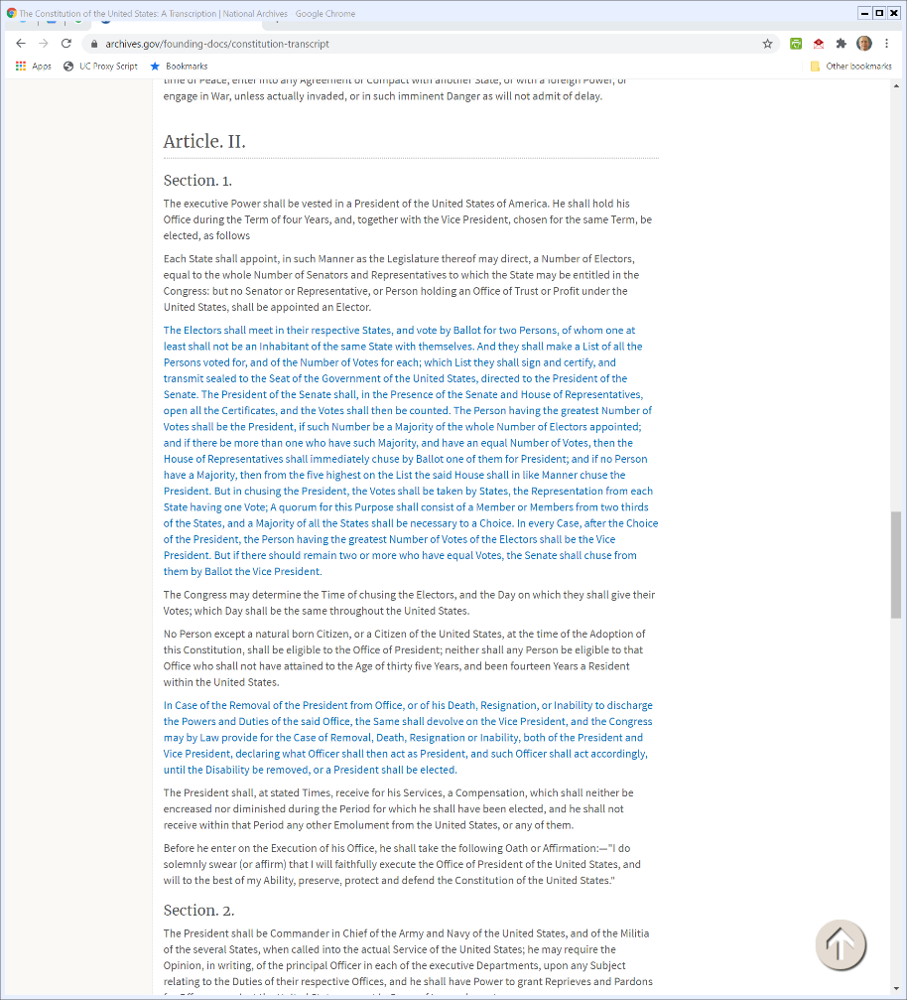 The Constitution of the United States: A Transcription | National Archives - Google Chrome
archives.gov/founding-docs/constitution-transcript
Apps UC Proxy Script Bookmarks Other bookmarks
time of Peace, enter into any Agreement or Compact with another State, or with a foreign Power, or
engage in War, unless actually invaded, or in such imminent Danger as will not admit of delay.
Article. II.
Section. 1.
The executive Power shall be vested in a President of the United States of America. He shall hold his
Office during the Term of four Years, and, together with the Vice President, chosen for the same Term, be
elected, as follows
Each State shall appoint, in such Manner as the Legislature thereof may direct, a Number of Electors,
equal to the whole Number of Senators and Representatives to which the State may be entitled in the
Congress: but no Senator or Representative, or Person holding an Office of Trust or Profit under the
United States, shall be appointed an Elector.
The Electors shall meet in their respective States, and vote by Ballot for two Persons, of whom one at
least shall not be an Inhabitant of the same State with themselves. And they shall make a List of all the
Persons voted for, and of the Number of Votes for each; which List they shall sign and certify, and
transmit sealed to the Seat of the Government of the United States, directed to the President of the
Senate. The President of the Senate shall, in the Presence of the Senate and House of Representatives,
open all the Certificates, and the Votes shall then be counted. The Person having the greatest Number of
Votes shall be the President, if such Number be a Majority of the whole Number of Electors appointed;
and if there be more than one who have such Majority, and have an equal Number of Votes, then the
House of Representatives shall immediately chuse by Ballot one of them for President; and if no Person
have a Majority, then from the five highest on the List the said House shall in like Manner chuse the
President. But in chusing the President, the Votes shall be taken by States, the Representation from each
State having one Vote; A quorum for this Purpose shall consist of a Member or Members from two thirds
of the States, and a Majority of all the States shall be necessary to a Choice. In every Case, after the Choice
of the President, the Person having the greatest Number of Votes of the Electors shall be the Vice
President. But if there should remain two or more who have equal Votes, the Senate shall chuse from
them by Ballot the Vice President.
The Congress may determine the Time of chusing the Electors, and the Day on which they shall give their
Votes; which Day shall be the same throughout the United States.
No Person except a natural born Citizen, or a Citizen of the United States, at the time of the Adoption of
this Constitution, shall be eligible to the Office of President; neither shall any Person be eligible to that
Office who shall not have attained to the Age of thirty five Years, and been fourteen Years a Resident
within the United States.
In Case of the Removal of the President from Office, or of his Death, Resignation, or Inability to discharge
the Powers and Duties of the said Office, the Same shall devolve on the Vice President, and the Congress
may by Law provide for the Case of Removal, Death, Resignation or Inability, both of the President and
Vice President, declaring what Officer shall then act as President, and such Officer shall act accordingly,
until the Disability be removed, or a President shall be elected.
The President shall, at stated Times, receive for his Services, a Compensation, which shall neither be
encreased nor diminished during the Period for which he shall have been elected, and he shall not
receive within that Period any other Emolument from the United States, or any of them.
Before he enter on the Execution of his Office, he shall take the following Oath or Affirmation:—"I do
solemnly swear (or affirm) that I will faithfully execute the Office of President of the United States, and
will to the best of my Ability, preserve, protect and defend the Constitution of the United States."
Section. 2.
The President shall be Commander in Chief of the Army and Navy of the United States, and of the Militia
of the several States, when called into the actual Service of the United States; he may require the
Opinion, in writing, of the principal Officer in each of the executive Departments, upon any Subject
relating to the Duties of their respective Offices, and he shall have Power to grant Reprieves and Pardons